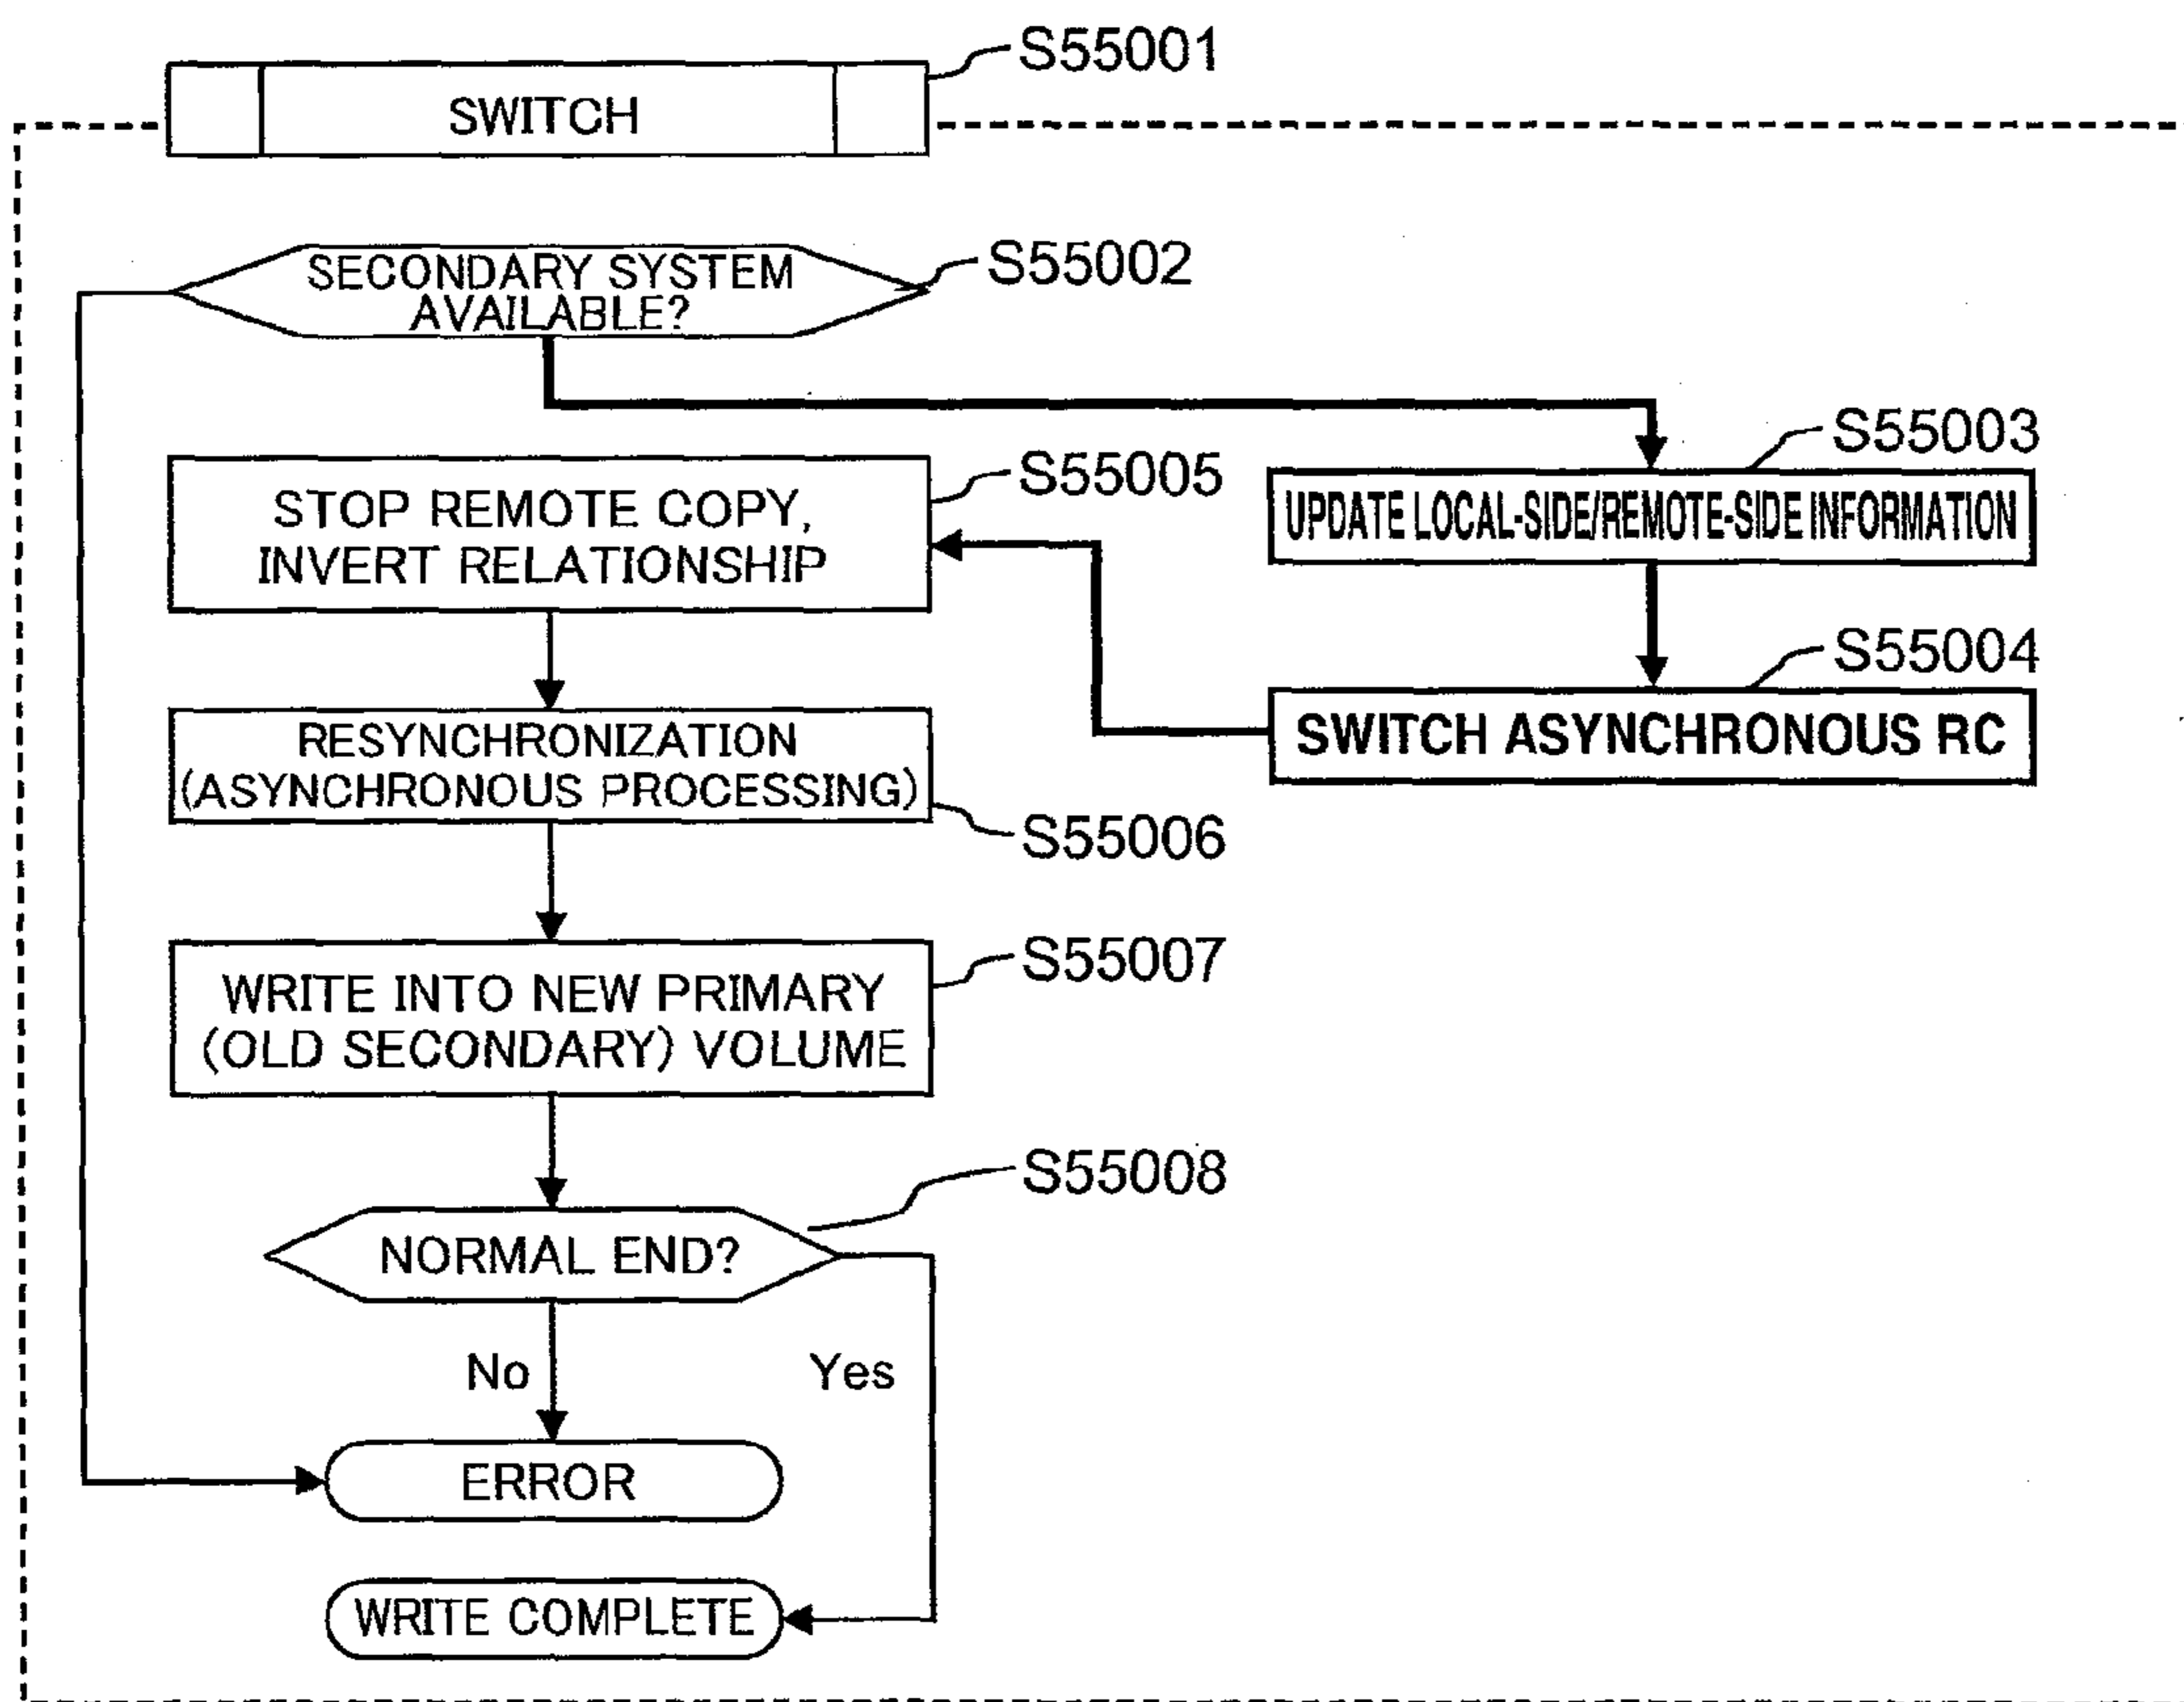 S55001
SWITCH
S55002
SECONDARY SYSTEM
AVAILABLE?
S55003
UPDATE LOCAL-SIDE/REMOTE-SIDE INFORMATION
S55004
SWITCH ASYNCHRONOUS RC
S55005
STOP REMOTE COPY,
INVERT RELATIONSHIP
RESYNCHRONIZATION
(ASYNCHRONOUS PROCESSING)
S55006
S55007
WRITE INTO NEW PRIMARY
(OLD SECONDARY) VOLUME
S55008
NORMAL END?
No
Yes
ERROR
WRITE COMPLETE